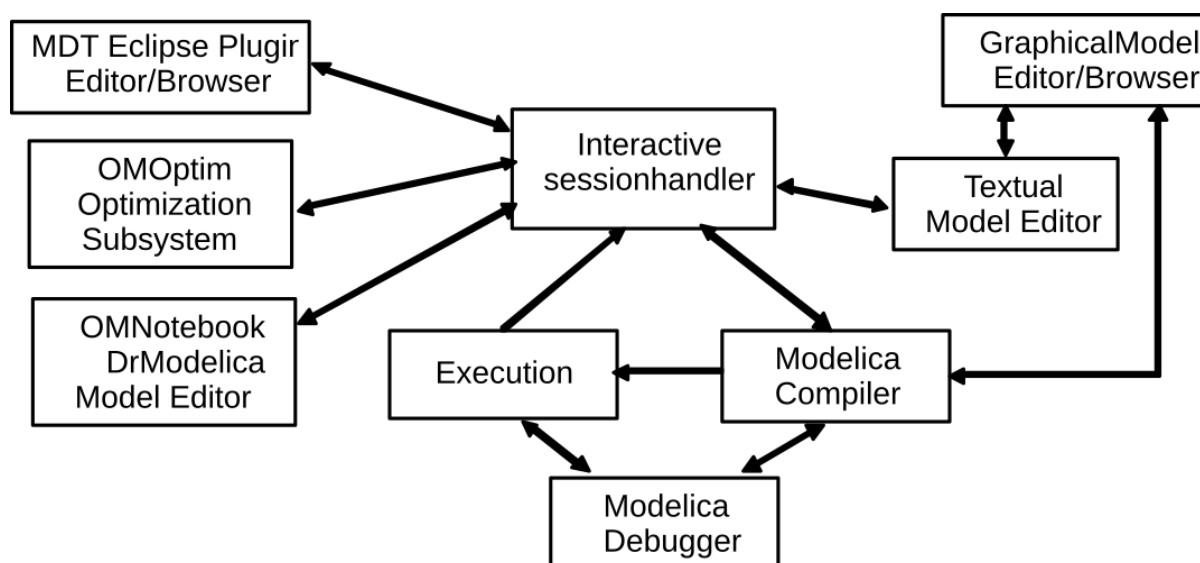 MDT Eclipse Plugin
Editor/Browser
GraphicalModel
Editor/Browser
Interactive
sessionhandler
OMOptim
Optimization
Subsystem
Textual
Model Editor
OMNotebook
DrModelica
Model Editor
Execution
Modelica
Compiler
Modelica
Debugger